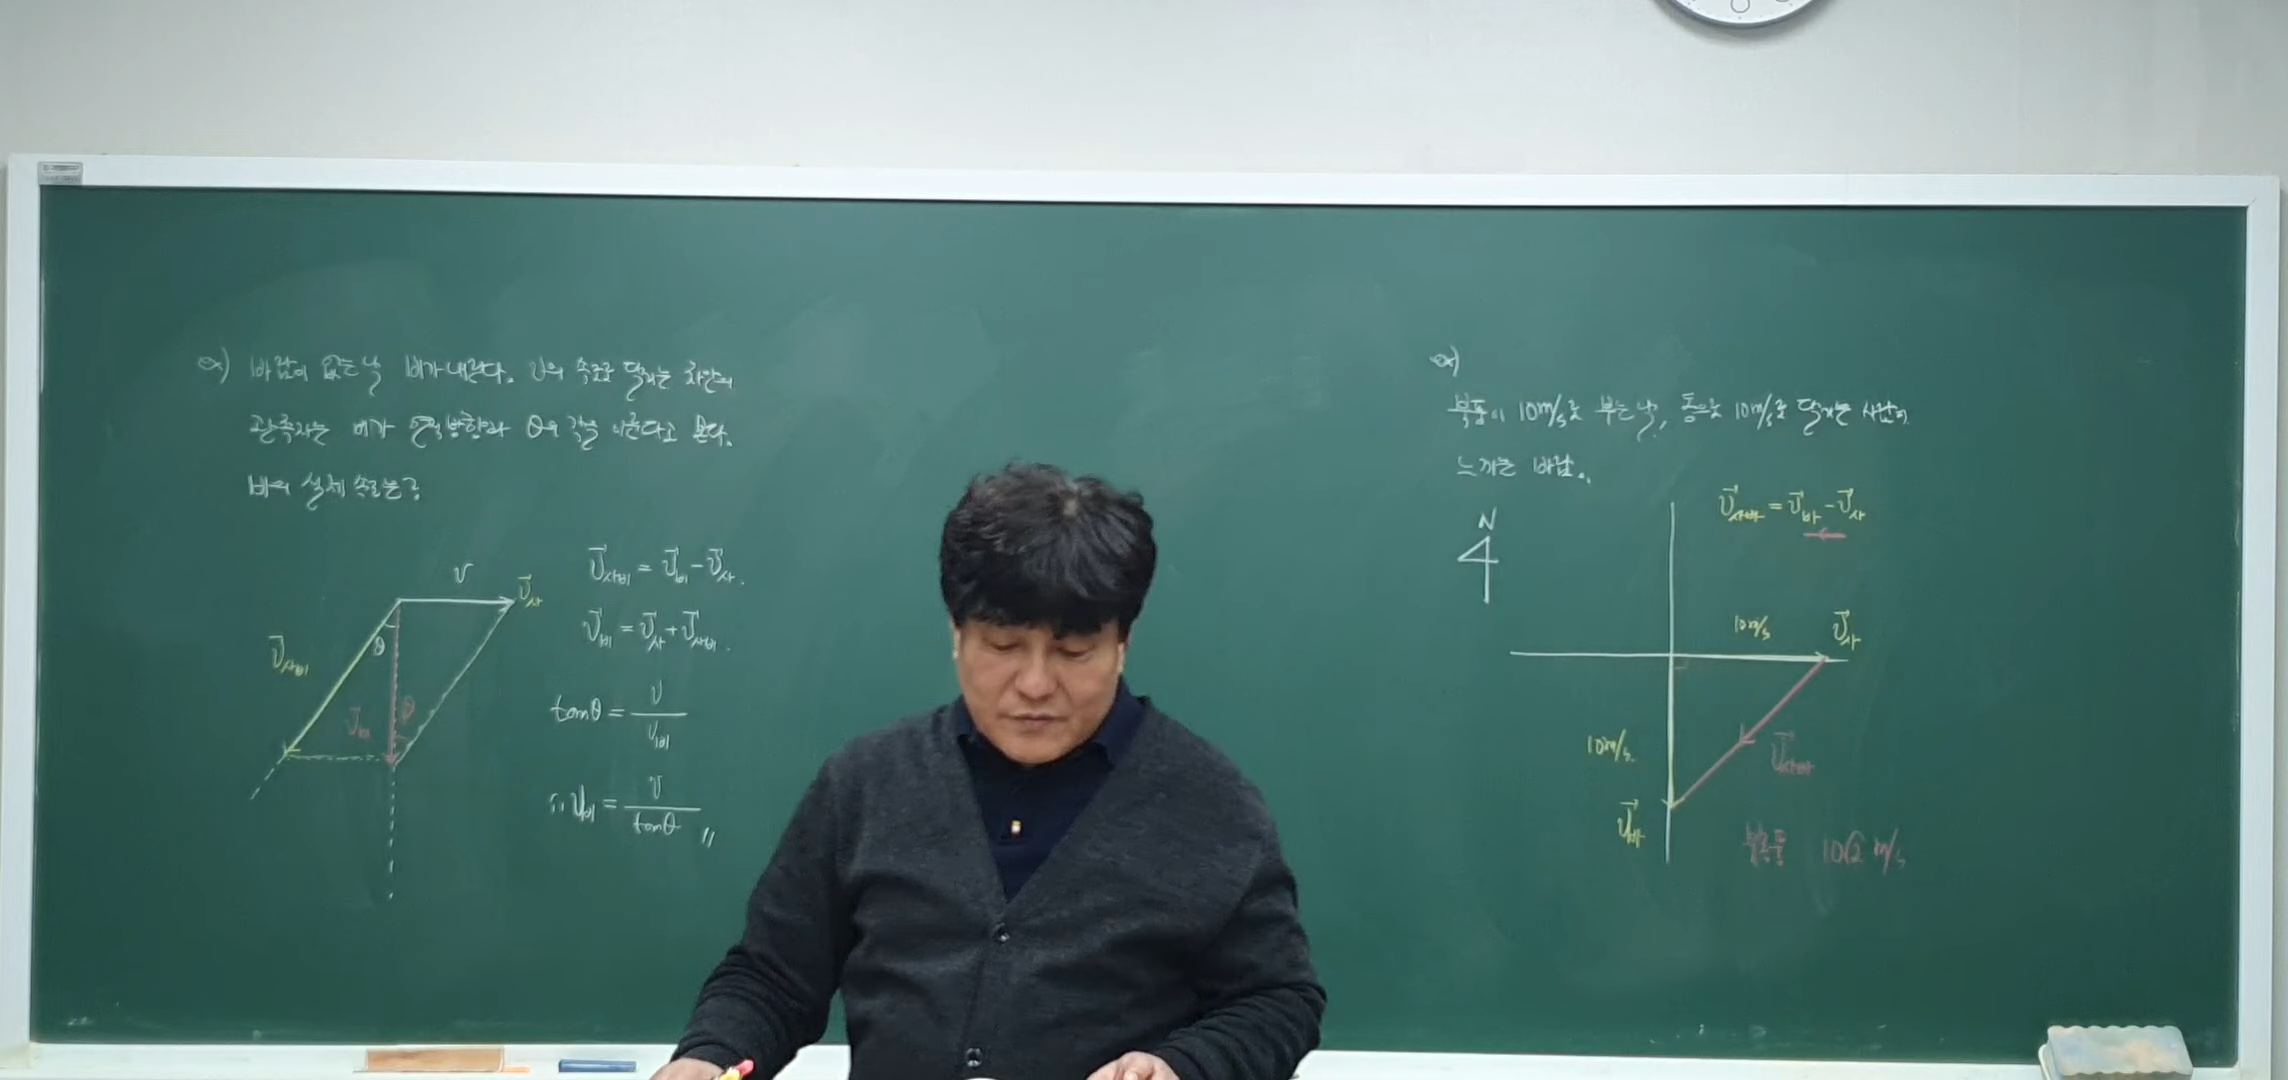 ex) 바람이 없는 날 비가 내린다. v의 속도로 달리는 차안의
관측자는 비가 연직방향과 θ의 각을 이룬다고 본다.
비의 실제 속도는?
v
v⃗사
v⃗사비
θ
v⃗비
θ
v⃗사비 = v⃗비 - v⃗사.
v⃗비 = v⃗사 + v⃗사비.
tanθ = v / v비
∴ v비 = v / tanθ 〃
ex)
북풍이 10m/s로 부는 날, 동으로 10m/s로 달리는 사람이
느끼는 바람.
N
v⃗사바 = v⃗바 - v⃗사
10m/s
v⃗사
10m/s.
v⃗사바
v⃗바
북동풍 10√2 m/s